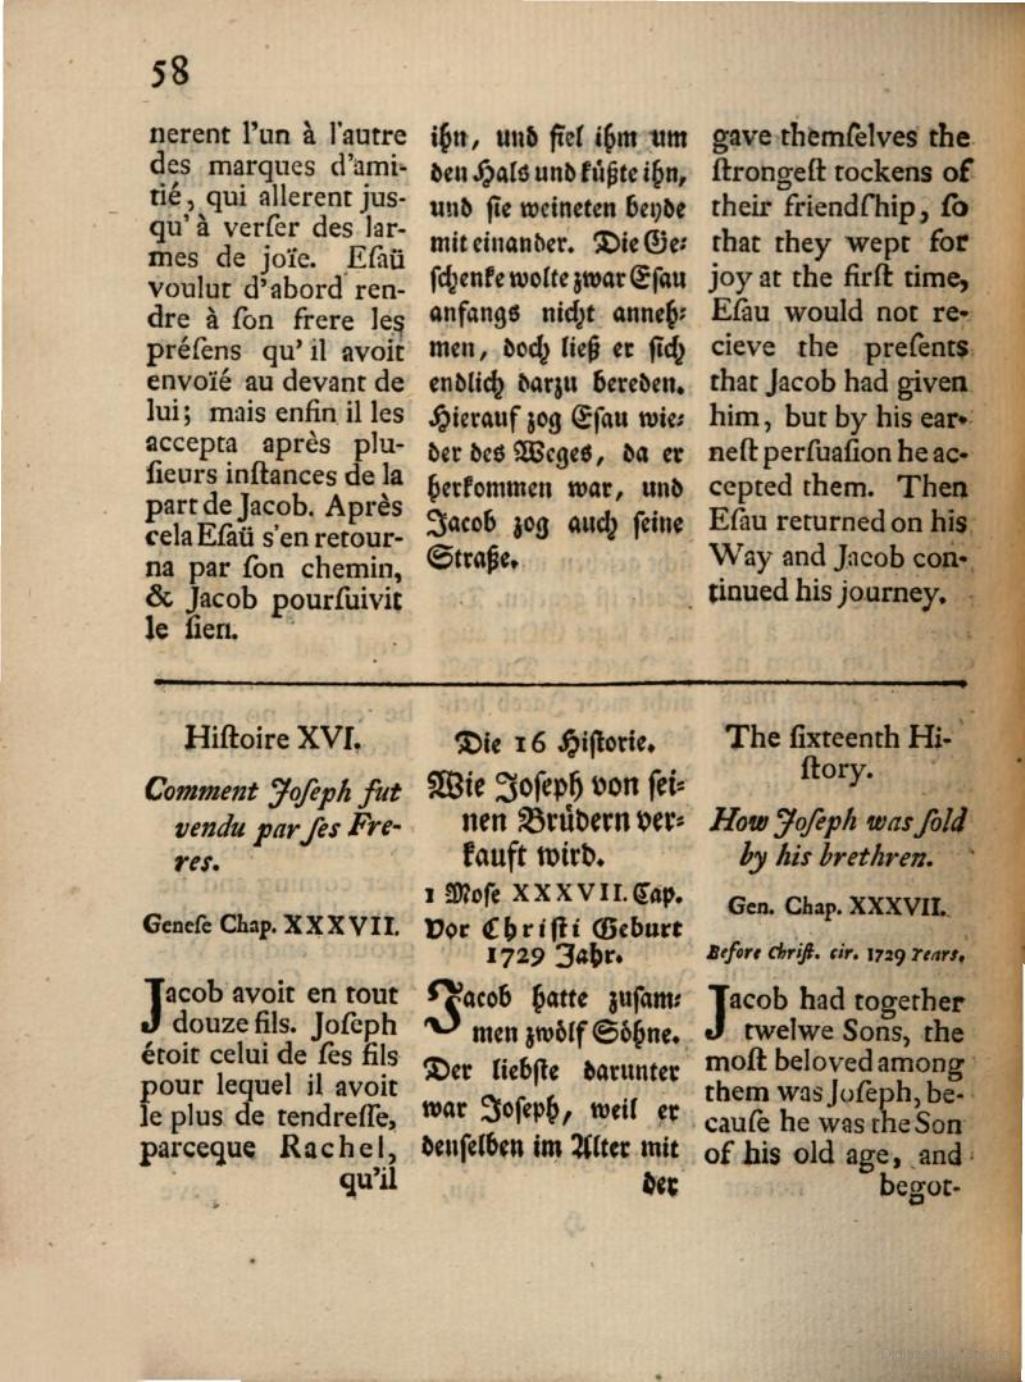 58
nerent l'un à l'autre
des marques d'ami-
tié, qui allerent jus-
qu'à verſer des lar-
mes de joïe. Eſaü
voulut d'abord ren-
dre à ſon frere les
préſens qu' il avoit
envoïé au devant de
lui; mais enfin il les
accepta après plu-
ſieurs inſtances de la
part de Jacob. Après
cela Eſaü s'en retour-
na par ſon chemin,
& Jacob pourſuivit
le ſien.
ihn, und fiel ihm um
den Hals und küßte ihn,
und ſie weineten beyde
mit einander. Die Ge-
ſchenke wolte zwar Eſau
anfangs nicht anneh-
men, doch ließ er ſich
endlich darzu bereden.
Hierauf zog Eſau wie-
der des Weges, da er
herkommen war, und
Jacob zog auch ſeine
Straße.
gave themſelves the
ſtrongeſt tockens of
their friendſhip, ſo
that they wept for
joy at the firſt time,
Eſau would not re-
cieve the preſents
that Jacob had given
him, but by his ear-
neſt perſuaſion he ac-
cepted them. Then
Eſau returned on his
Way and Jacob con-
tinued his journey.
Hiſtoire XVI.
Comment Joſeph fut
vendu par ſes Fre-
res.
Geneſe Chap. XXXVII.
Jacob avoit en tout
douze fils. Joſeph
étoit celui de ſes fils
pour lequel il avoit
le plus de tendreſſe,
parceque Rachel,
qu'il
Die 16 Hiſtorie.
Wie Joſeph von ſei-
nen Brüdern ver-
kauft wird.
1 Moſe XXXVII. Cap.
Vor Chriſti Geburt
1729 Jahr.
Jacob hatte zuſam-
men zwölf Söhne.
Der liebſte darunter
war Joſeph, weil er
denſelben im Alter mit
der
The ſixteenth Hi-
ſtory.
How Joſeph was ſold
by his brethren.
Gen. Chap. XXXVII.
Before Chriſt. cir. 1729 Years.
Jacob had together
twelwe Sons, the
moſt beloved among
them was Joſeph, be-
cauſe he was the Son
of his old age, and
begot-